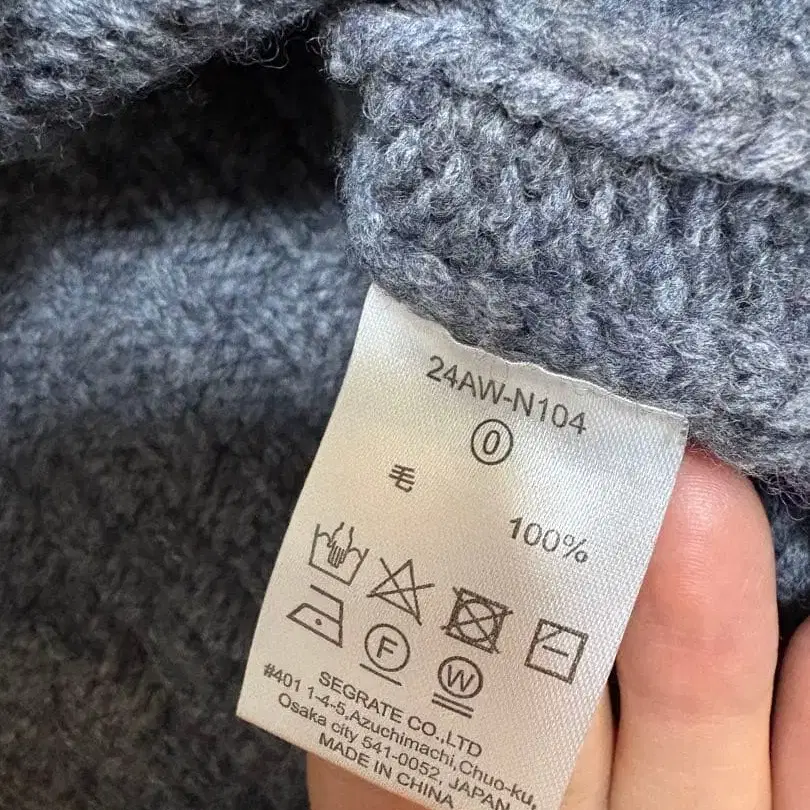 24AW-N104
0
毛
100%
F
W
SEGRATE CO.,LTD
#401 1-4-5,Azuchimachi,Chuo-ku,
Osaka city 541-0052, JAPAN
MADE IN CHINA